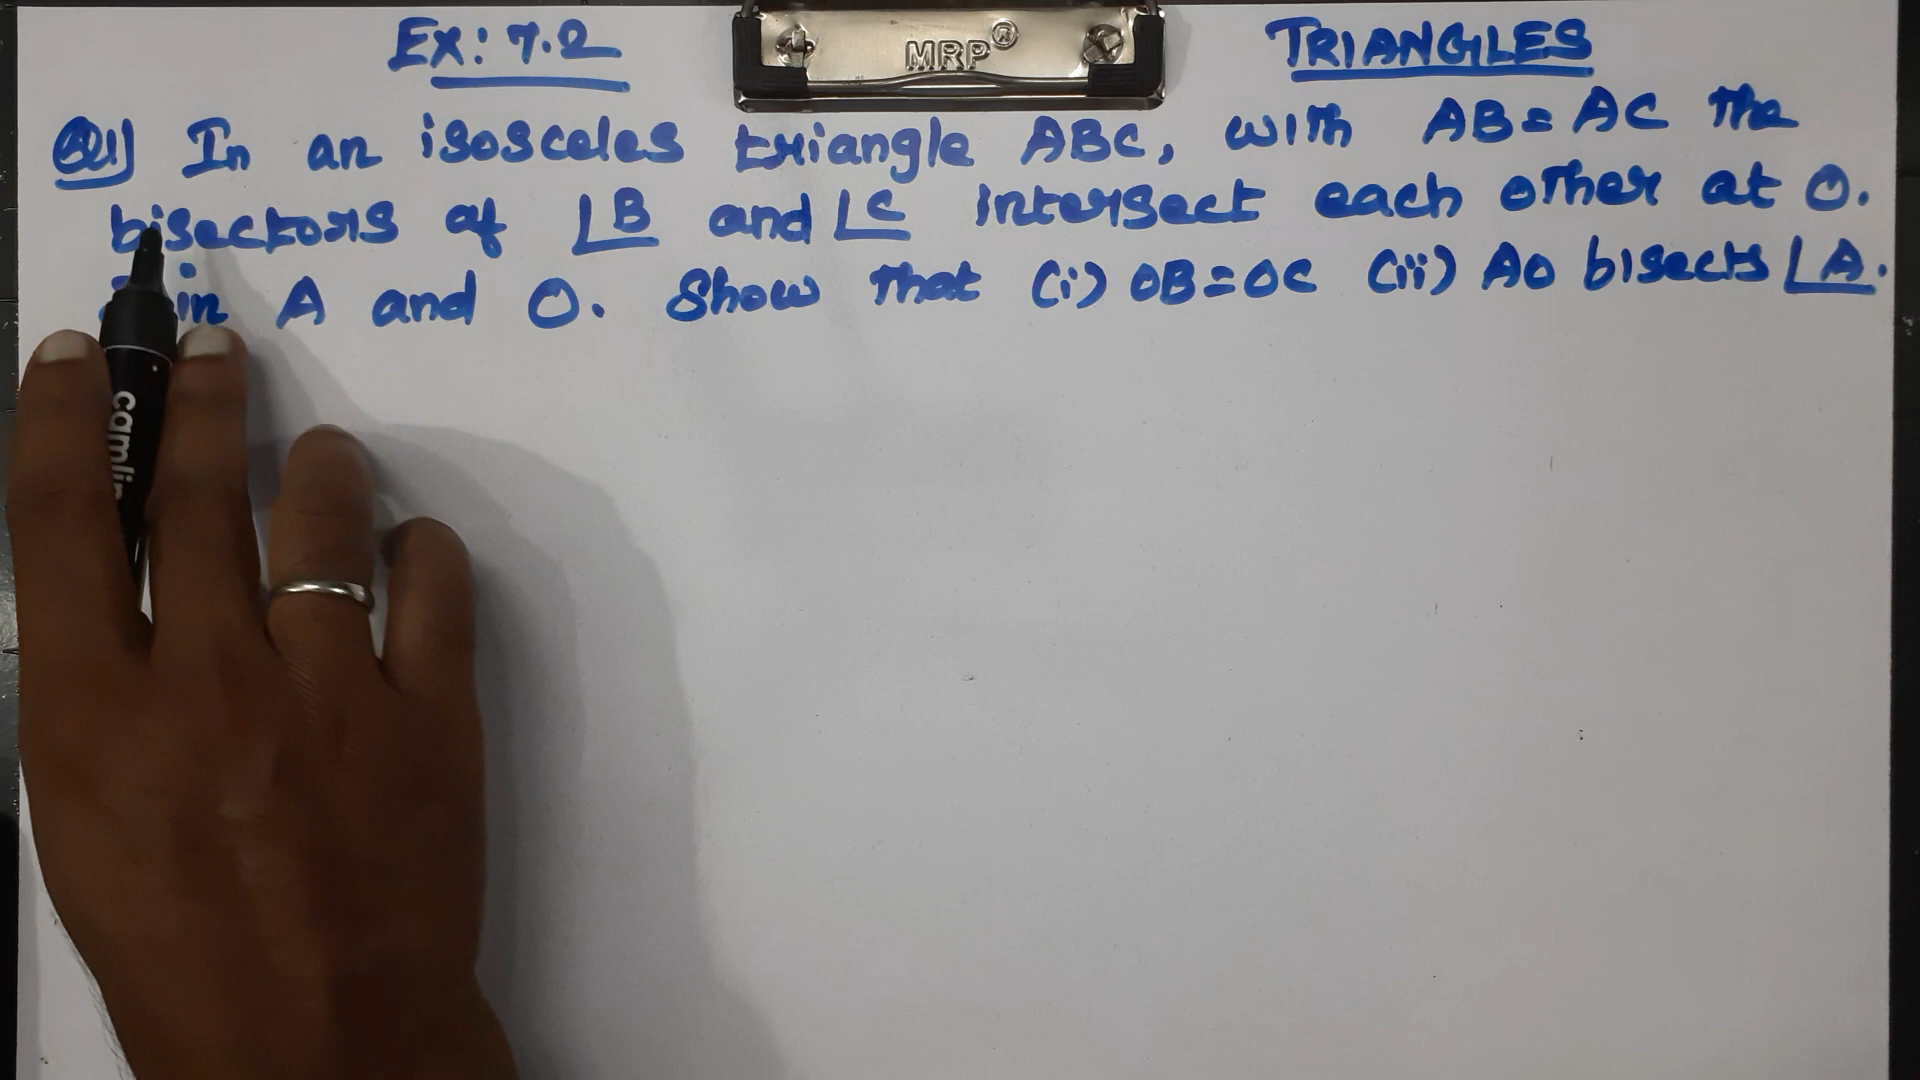 Ex: 7.2
MRP®
TRIANGLES
Q1) In an isosceles triangle ABC, with AB = AC the
bisectors of ∠B and ∠C intersect each other at O.
A and O. Show that (i) OB = OC (ii) AO bisects ∠A.
camlin